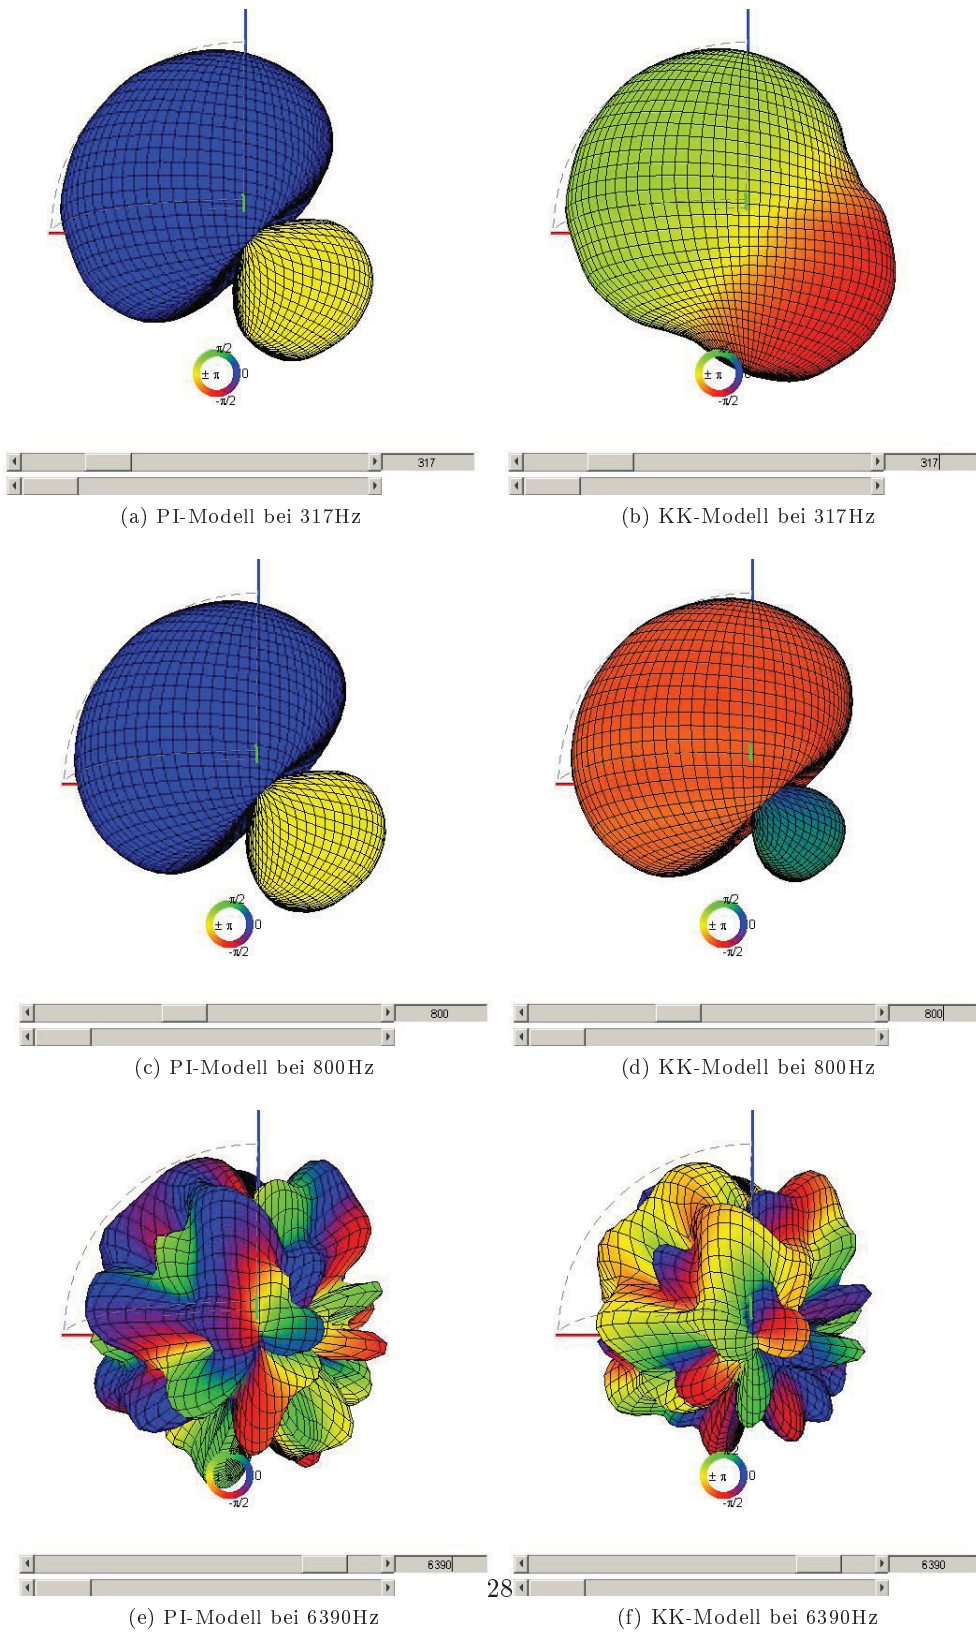 π/2 π/2
± π 0 ± π 0
-π/2 -π/2
317 317
(a) PI-Modell bei 317Hz (b) KK-Modell bei 317Hz
π/2 π/2
± π 0 ± π 0
-π/2 -π/2
800 800
(c) PI-Modell bei 800Hz (d) KK-Modell bei 800Hz
± π 0 ± π 0
-π/2 -π/2
6390 6390
28
(e) PI-Modell bei 6390Hz (f) KK-Modell bei 6390Hz